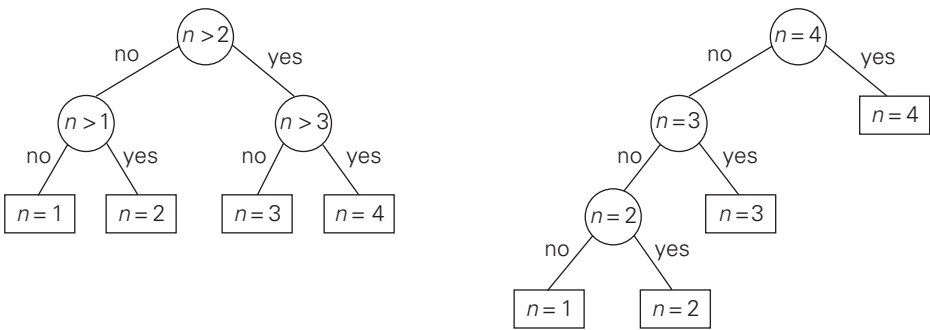 n > 2
n = 4
no
yes
no
yes
n > 1
n > 3
n = 3
n = 4
no
yes
no
yes
no
yes
n = 1
n = 2
n = 3
n = 4
n = 2
n = 3
no
yes
n = 1
n = 2